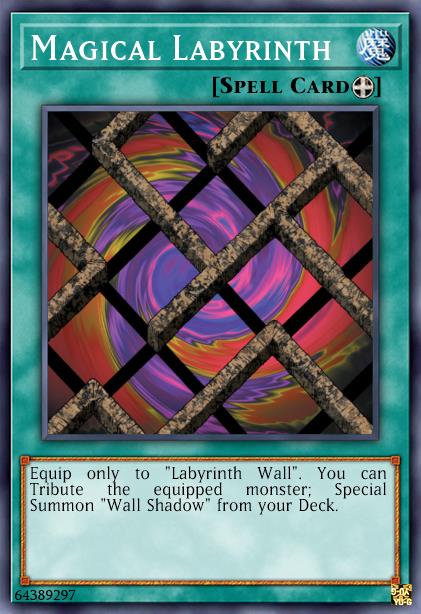 MAGICAL LABYRINTH
魔
[SPELL CARD]
Equip only to "Labyrinth Wall". You can
Tribute the equipped monster; Special
Summon "Wall Shadow" from your Deck.
64389297